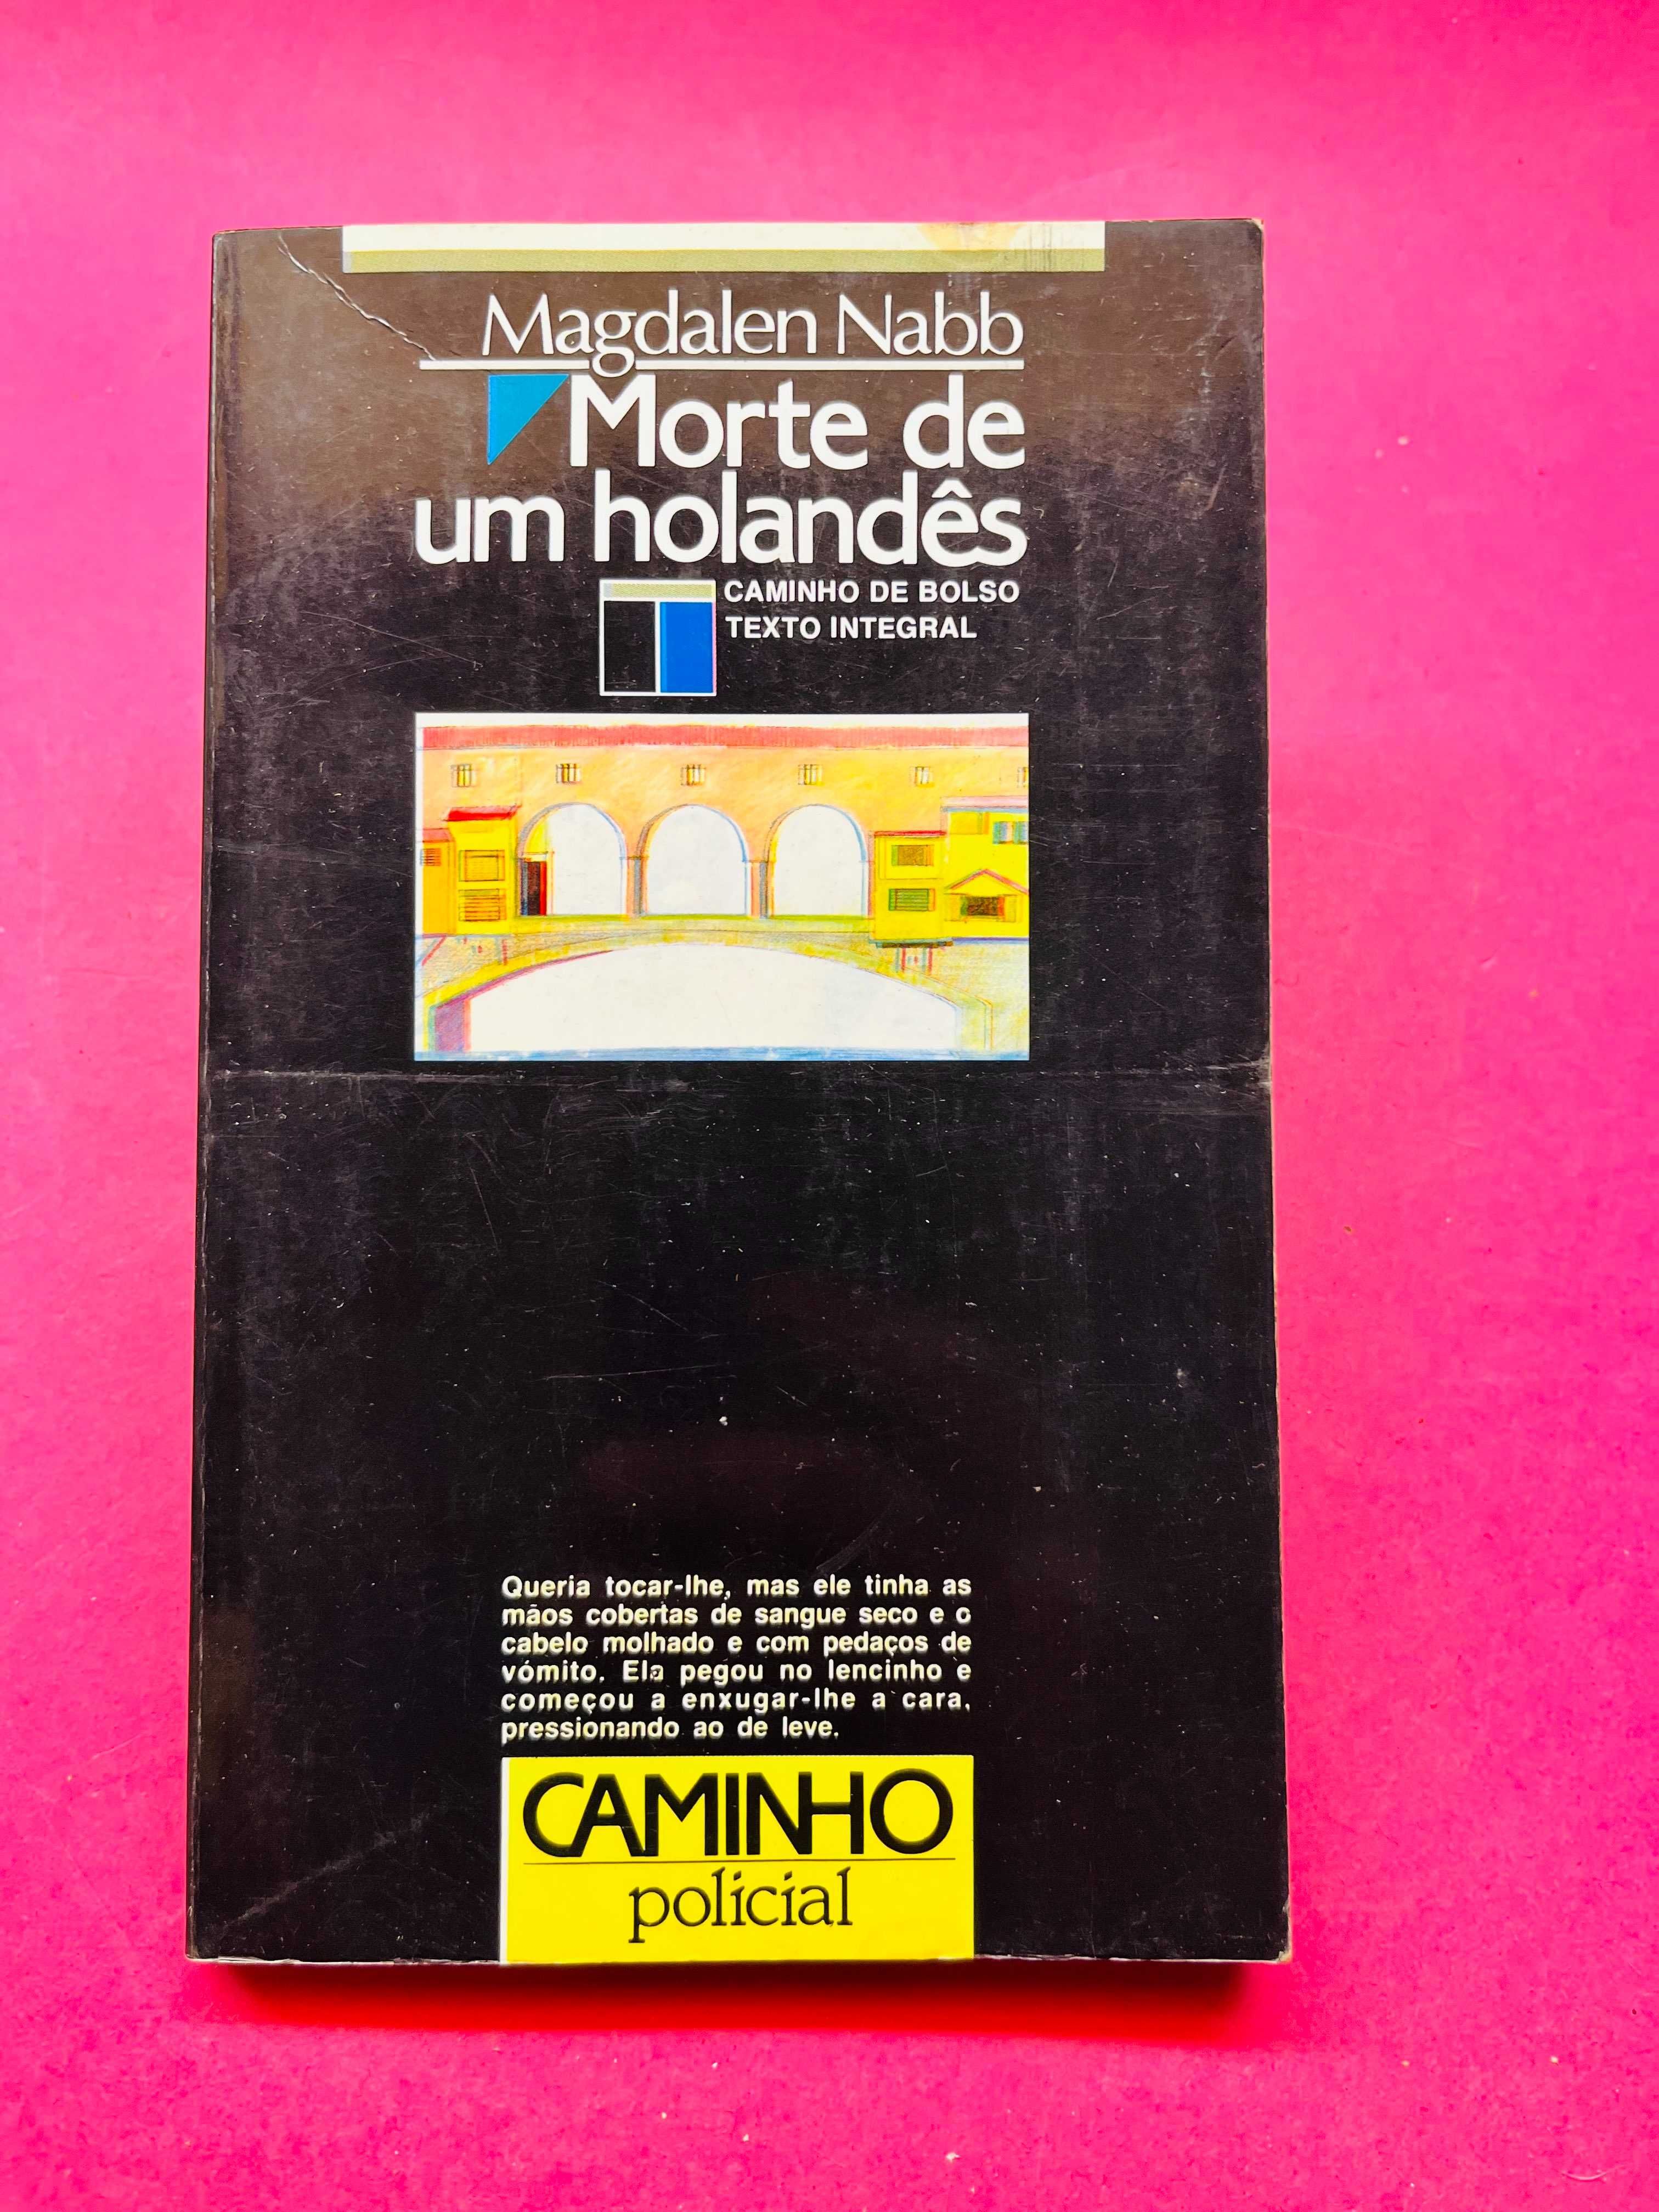 Magdalen Nabb
Morte de
um holandês
CAMINHO DE BOLSO
TEXTO INTEGRAL
Queria tocar-lhe, mas ele tinha as
mãos cobertas de sangue seco e o
cabelo molhado e com pedaços de
vómito. Ela pegou no lencinho e
começou a enxugar-lhe a cara,
pressionando ao de leve.
CAMINHO
policial